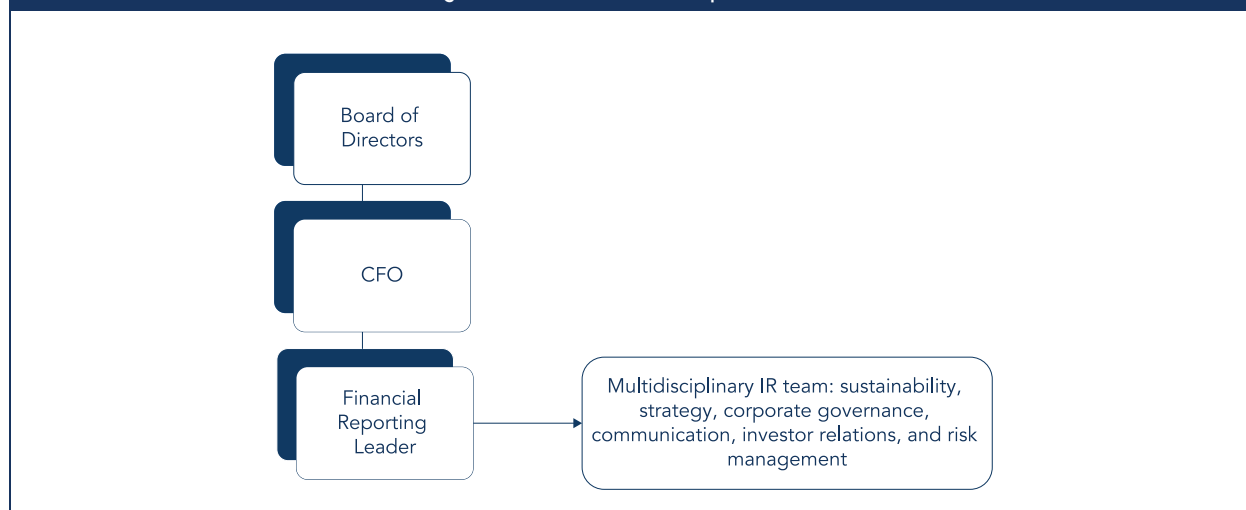 Board of
Directors
CFO
Financial
Reporting
Leader
Multidisciplinary IR team: sustainability,
strategy, corporate governance,
communication, investor relations, and risk
management